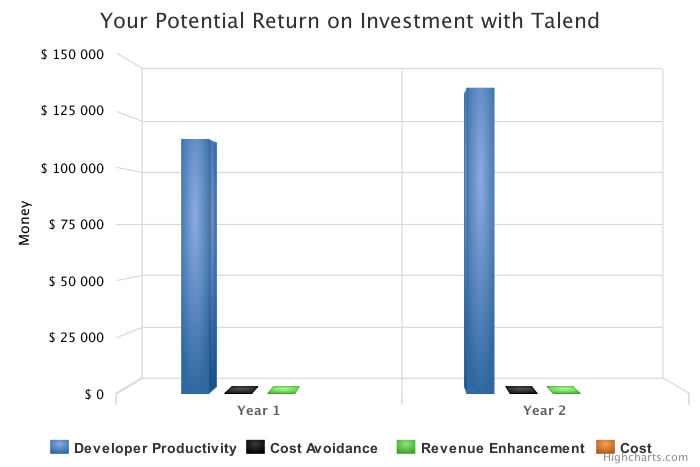 Your Potential Return on Investment with Talend
$ 150 000
$ 125 000
$ 100 000
$ 75 000
$ 50 000
$ 25 000
$ 0
Money
Year 1
Year 2
Developer Productivity
Cost Avoidance
Revenue Enhancement
Cost
Highcharts.com